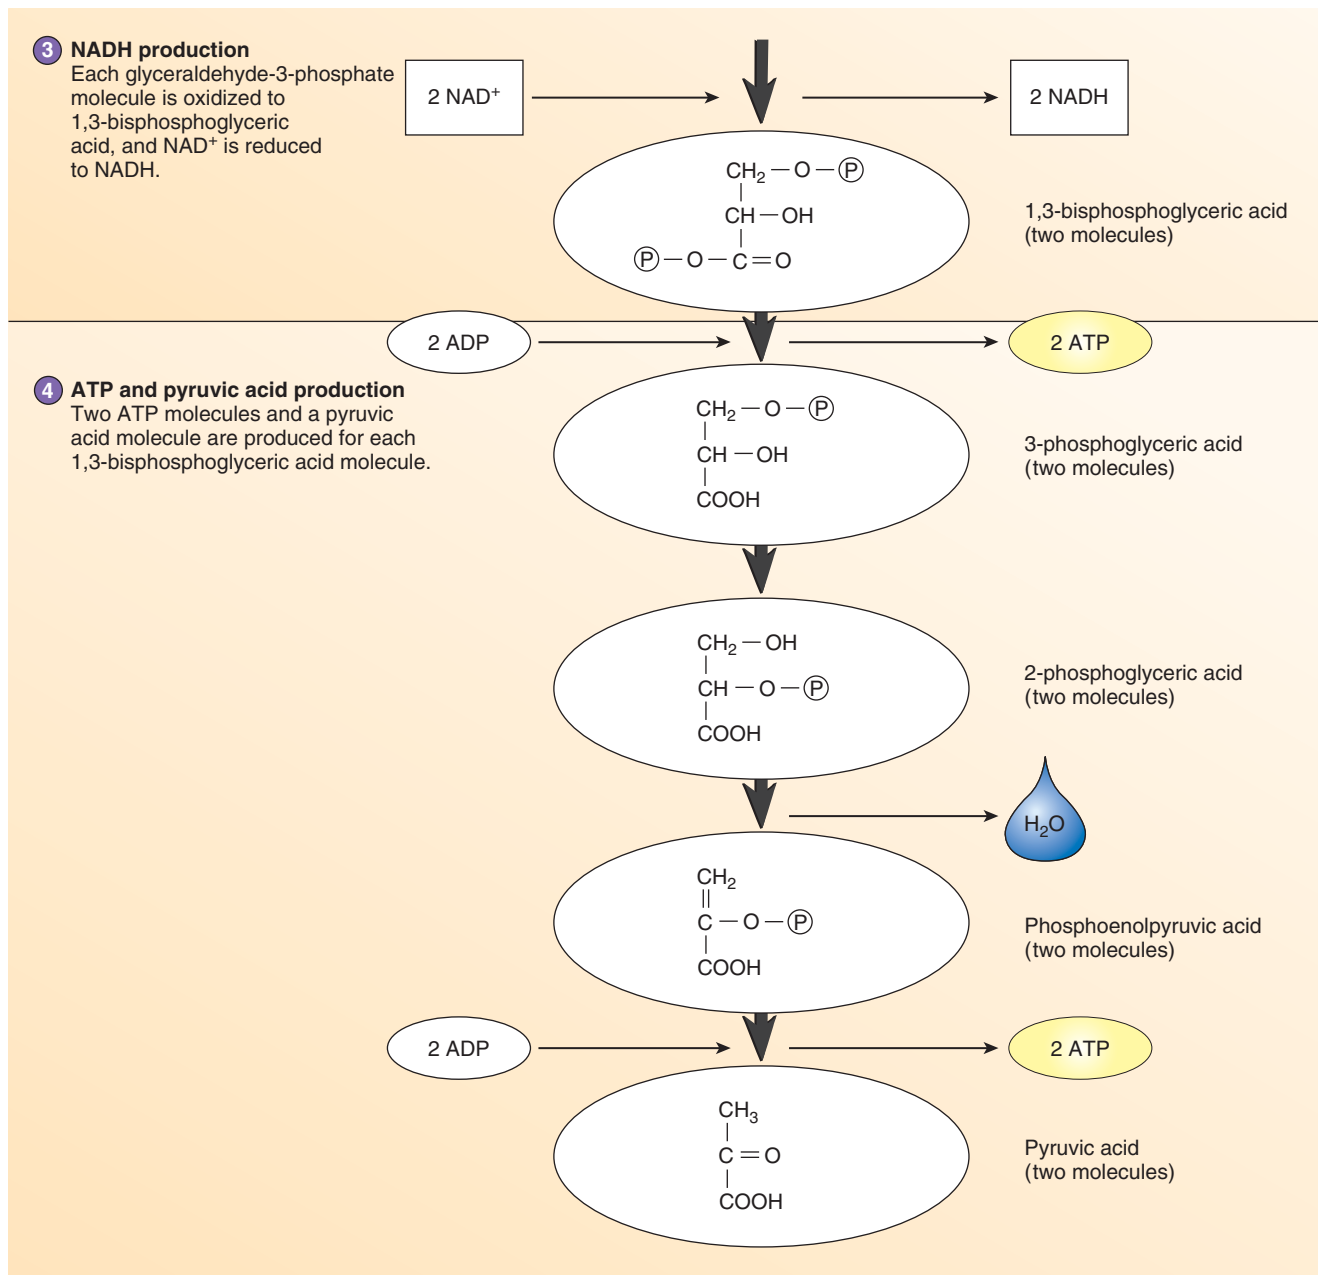 3 NADH production
Each glyceraldehyde-3-phosphate
molecule is oxidized to
1,3-bisphosphoglyceric
acid, and NAD⁺ is reduced
to NADH.
2 NAD⁺
2 NADH
CH₂—O—P
CH—OH
P—O—C=O
1,3-bisphosphoglyceric acid
(two molecules)
2 ADP
2 ATP
4 ATP and pyruvic acid production
Two ATP molecules and a pyruvic
acid molecule are produced for each
1,3-bisphosphoglyceric acid molecule.
CH₂—O—P
CH—OH
COOH
3-phosphoglyceric acid
(two molecules)
CH₂—OH
CH—O—P
COOH
2-phosphoglyceric acid
(two molecules)
H₂O
CH₂
C—O—P
COOH
Phosphoenolpyruvic acid
(two molecules)
2 ADP
2 ATP
CH₃
C=O
COOH
Pyruvic acid
(two molecules)